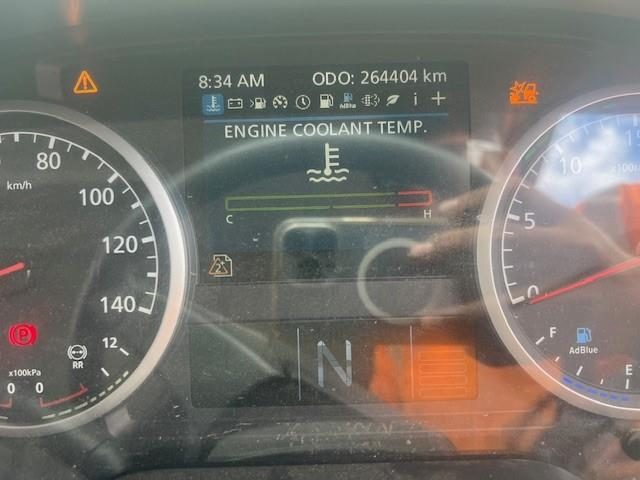 8:34 AM ODO: 264404 km
AdBlue i +
ENGINE COOLANT TEMP.
C H
2
N
80
km/h
100
120
140
P
12
RR
x100kPa
0 0
10
5
0
F
AdBlue
E